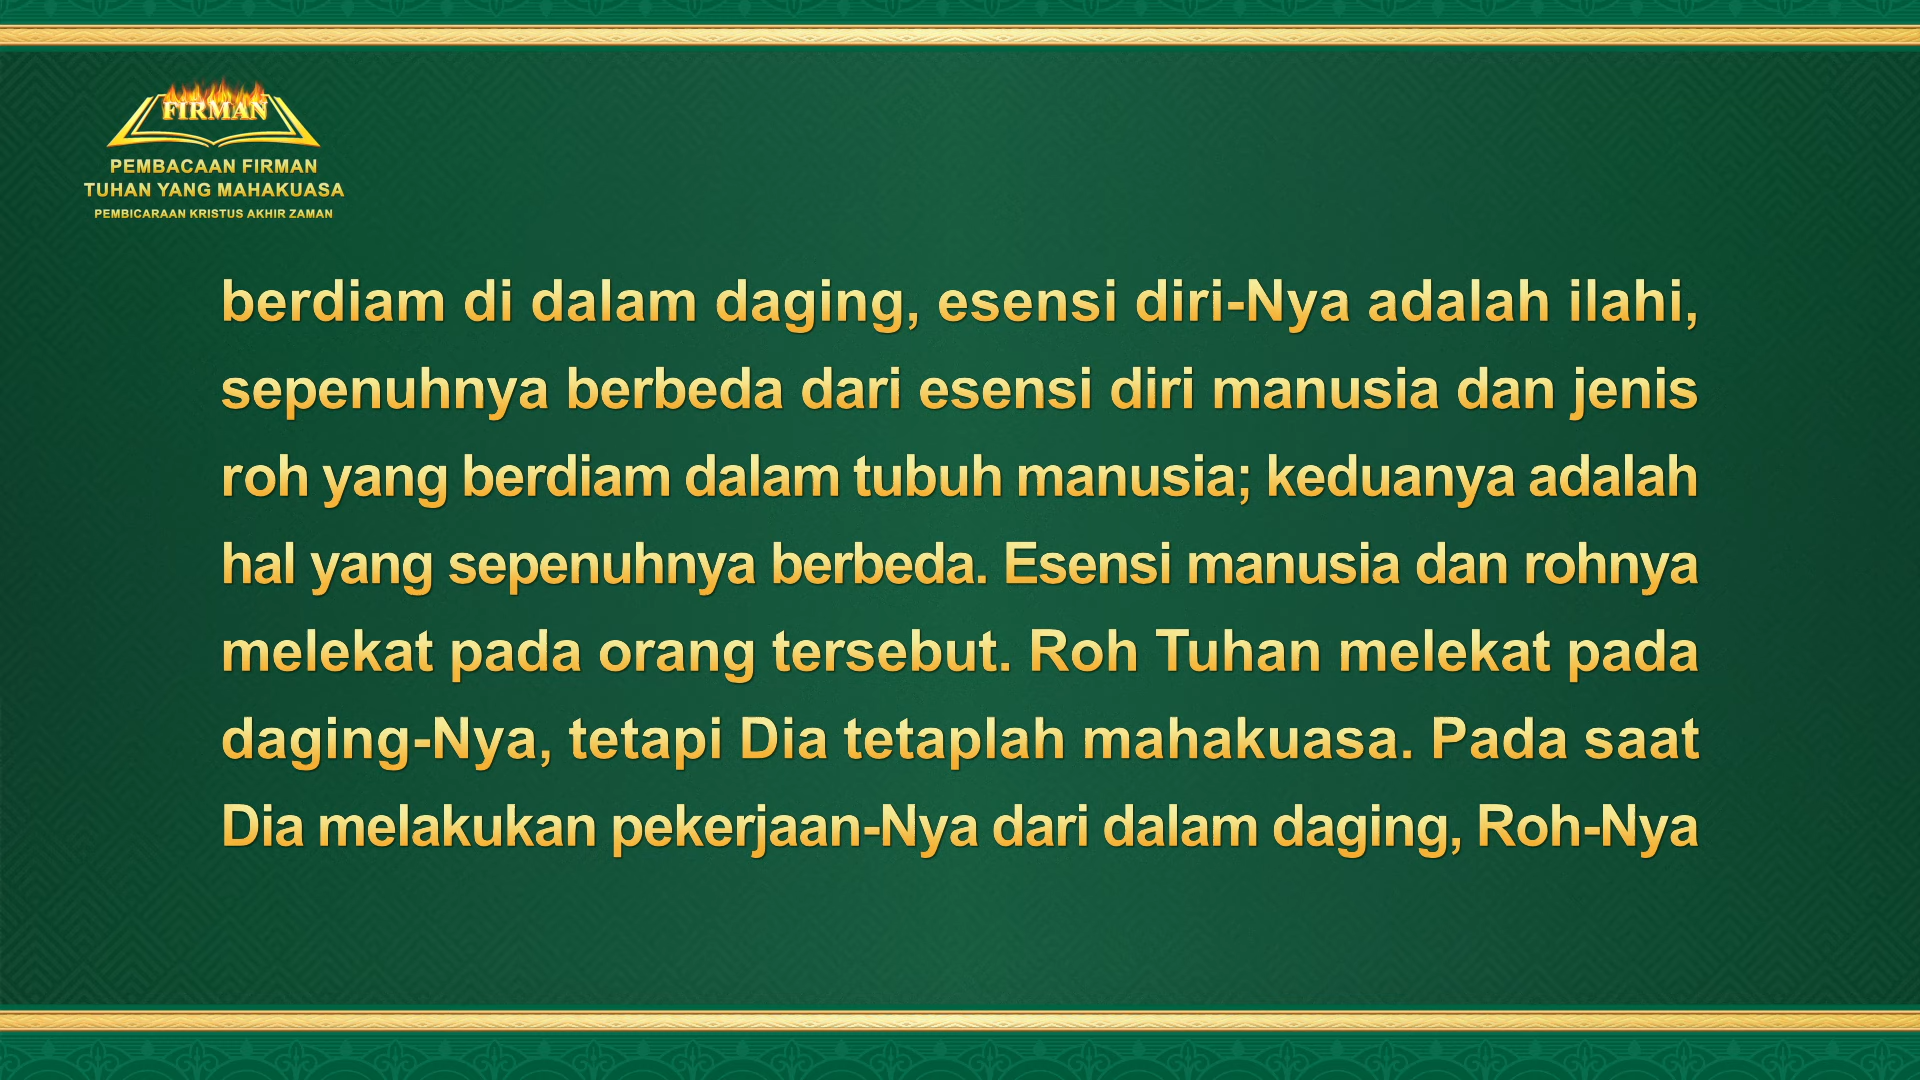 FIRMAN
PEMBACAAN FIRMAN
TUHAN YANG MAHAKUASA
PEMBICARAAN KRISTUS AKHIR ZAMAN
berdiam di dalam daging, esensi diri-Nya adalah ilahi,
sepenuhnya berbeda dari esensi diri manusia dan jenis
roh yang berdiam dalam tubuh manusia; keduanya adalah
hal yang sepenuhnya berbeda. Esensi manusia dan rohnya
melekat pada orang tersebut. Roh Tuhan melekat pada
daging-Nya, tetapi Dia tetaplah mahakuasa. Pada saat
Dia melakukan pekerjaan-Nya dari dalam daging, Roh-Nya